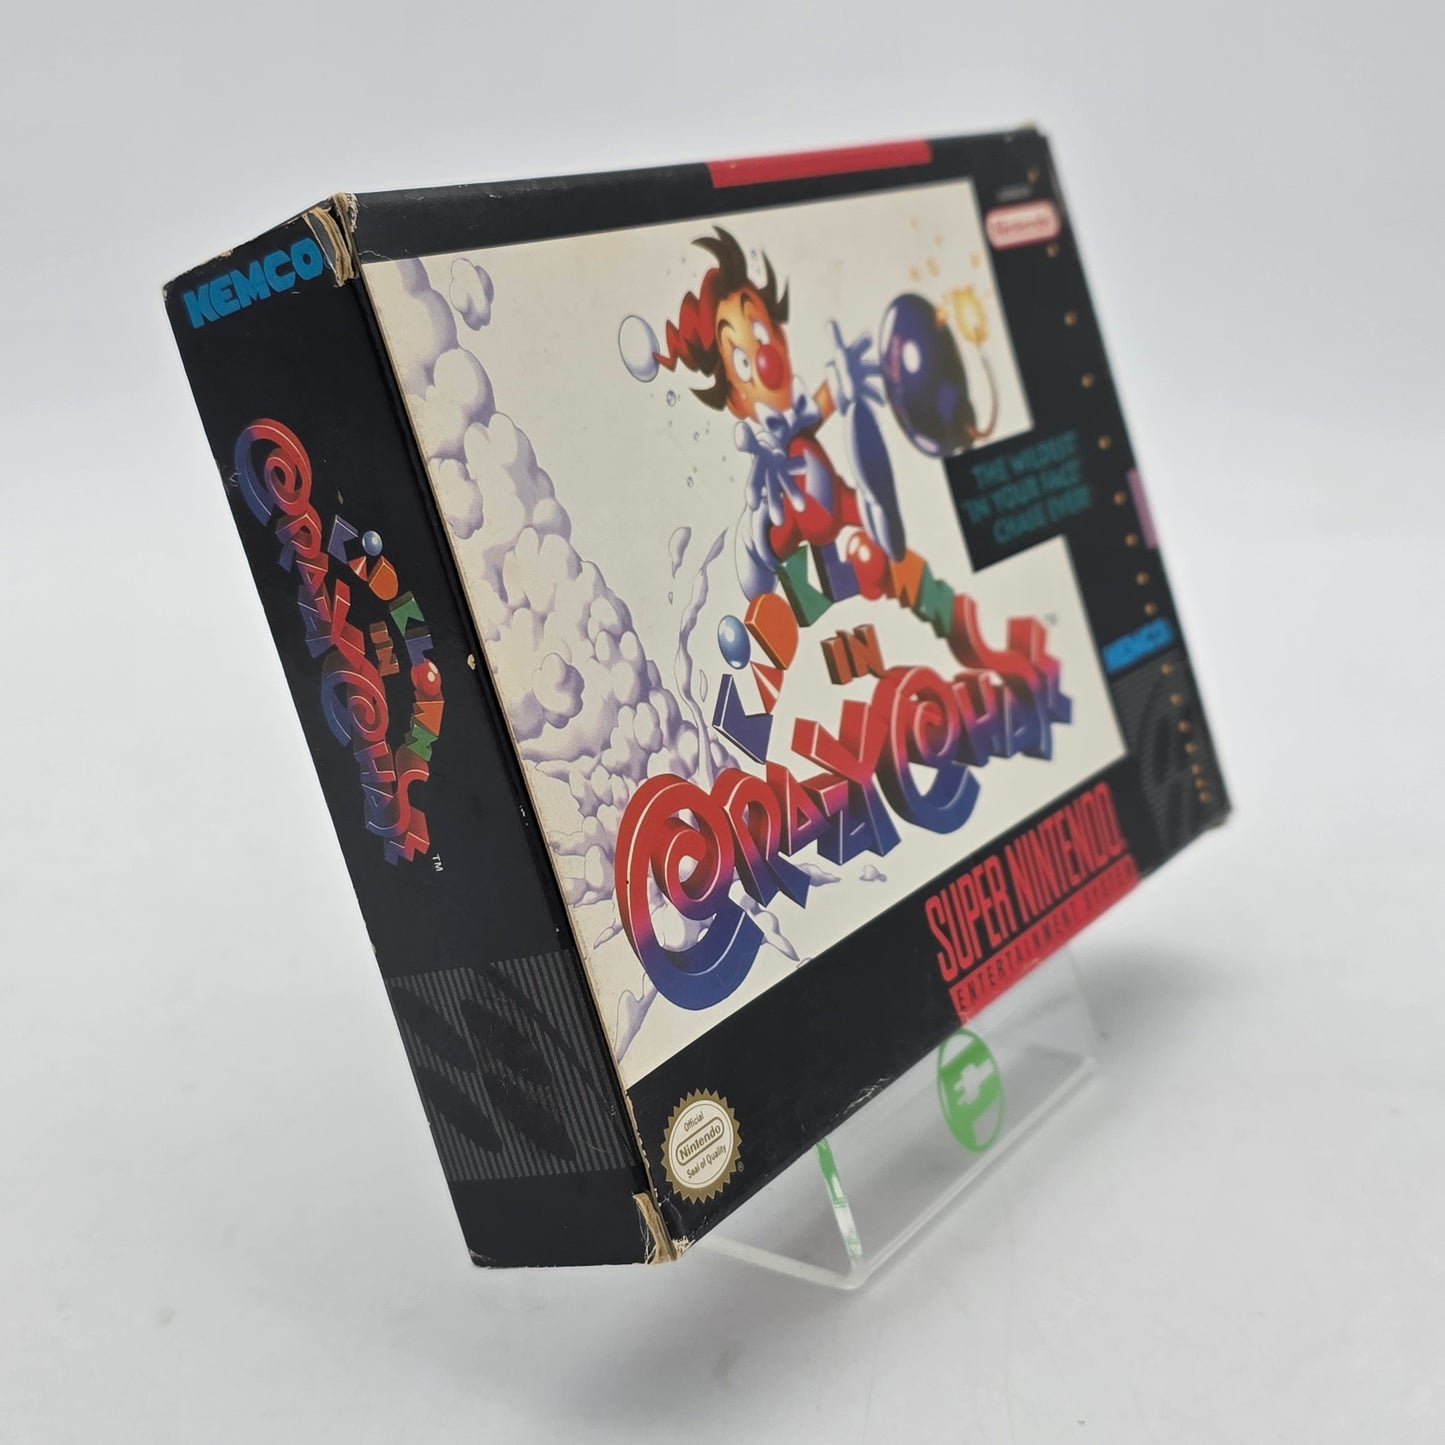 KEMCO
KID KLOWN
IN
CRAZY CHASE
TM
Nintendo
THE WILDEST
"IN YOUR FACE"
CHASE EVER!
KID KLOWN
IN
CRAZY CHASE
TM
KEMCO
SUPER NINTENDO
ENTERTAINMENT SYSTEM
Official
Nintendo
Seal of Quality
®